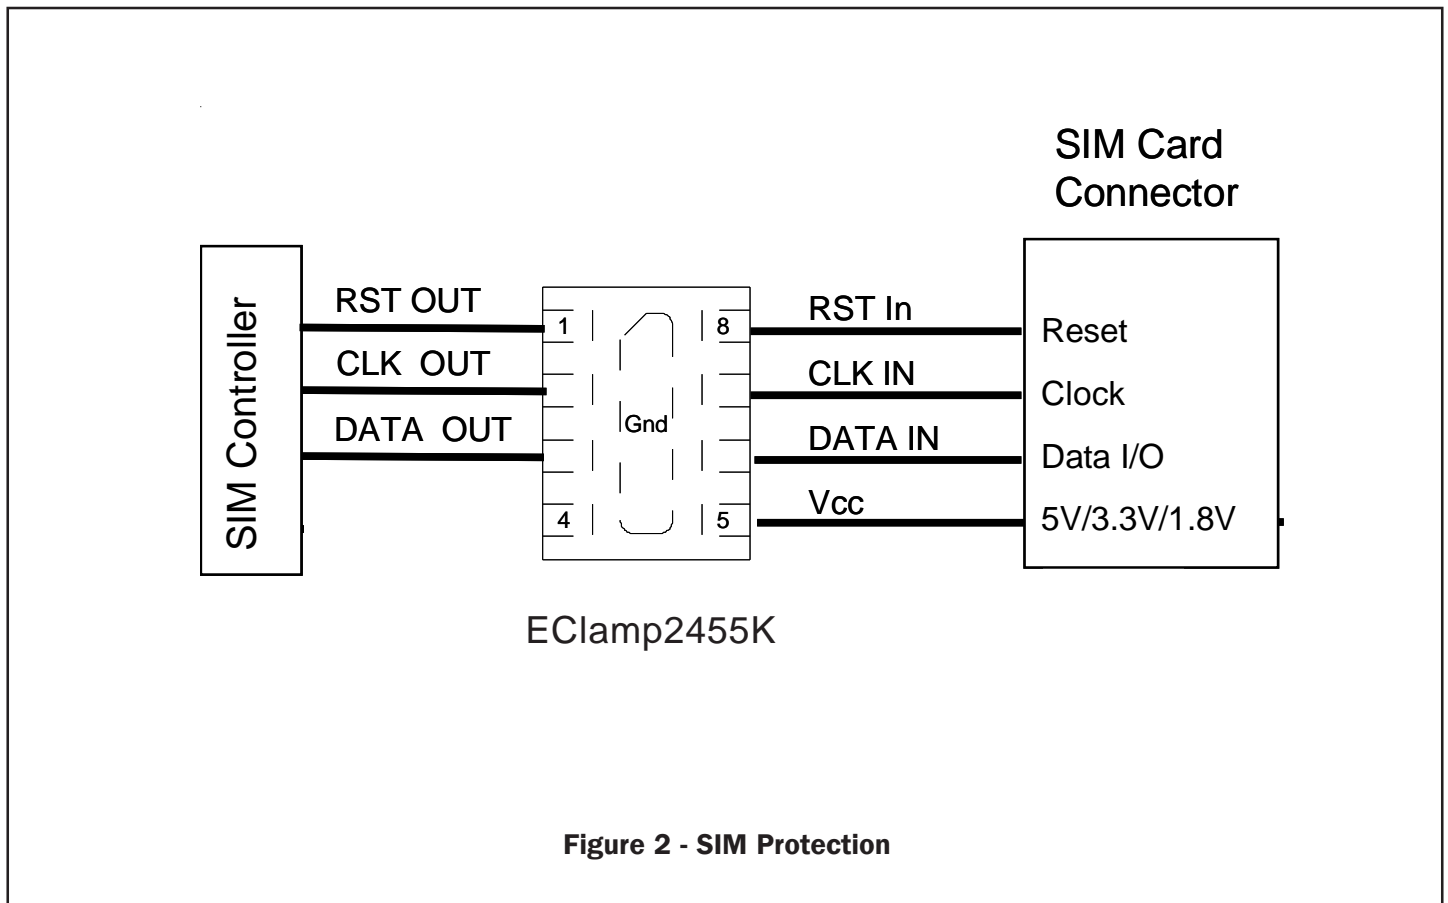 SIM Card
Connector
SIM Controller
RST OUT
CLK OUT
DATA OUT
1
4
Gnd
8
5
RST In
CLK IN
DATA IN
Vcc
Reset
Clock
Data I/O
5V/3.3V/1.8V
EClamp2455K
Figure 2 - SIM Protection